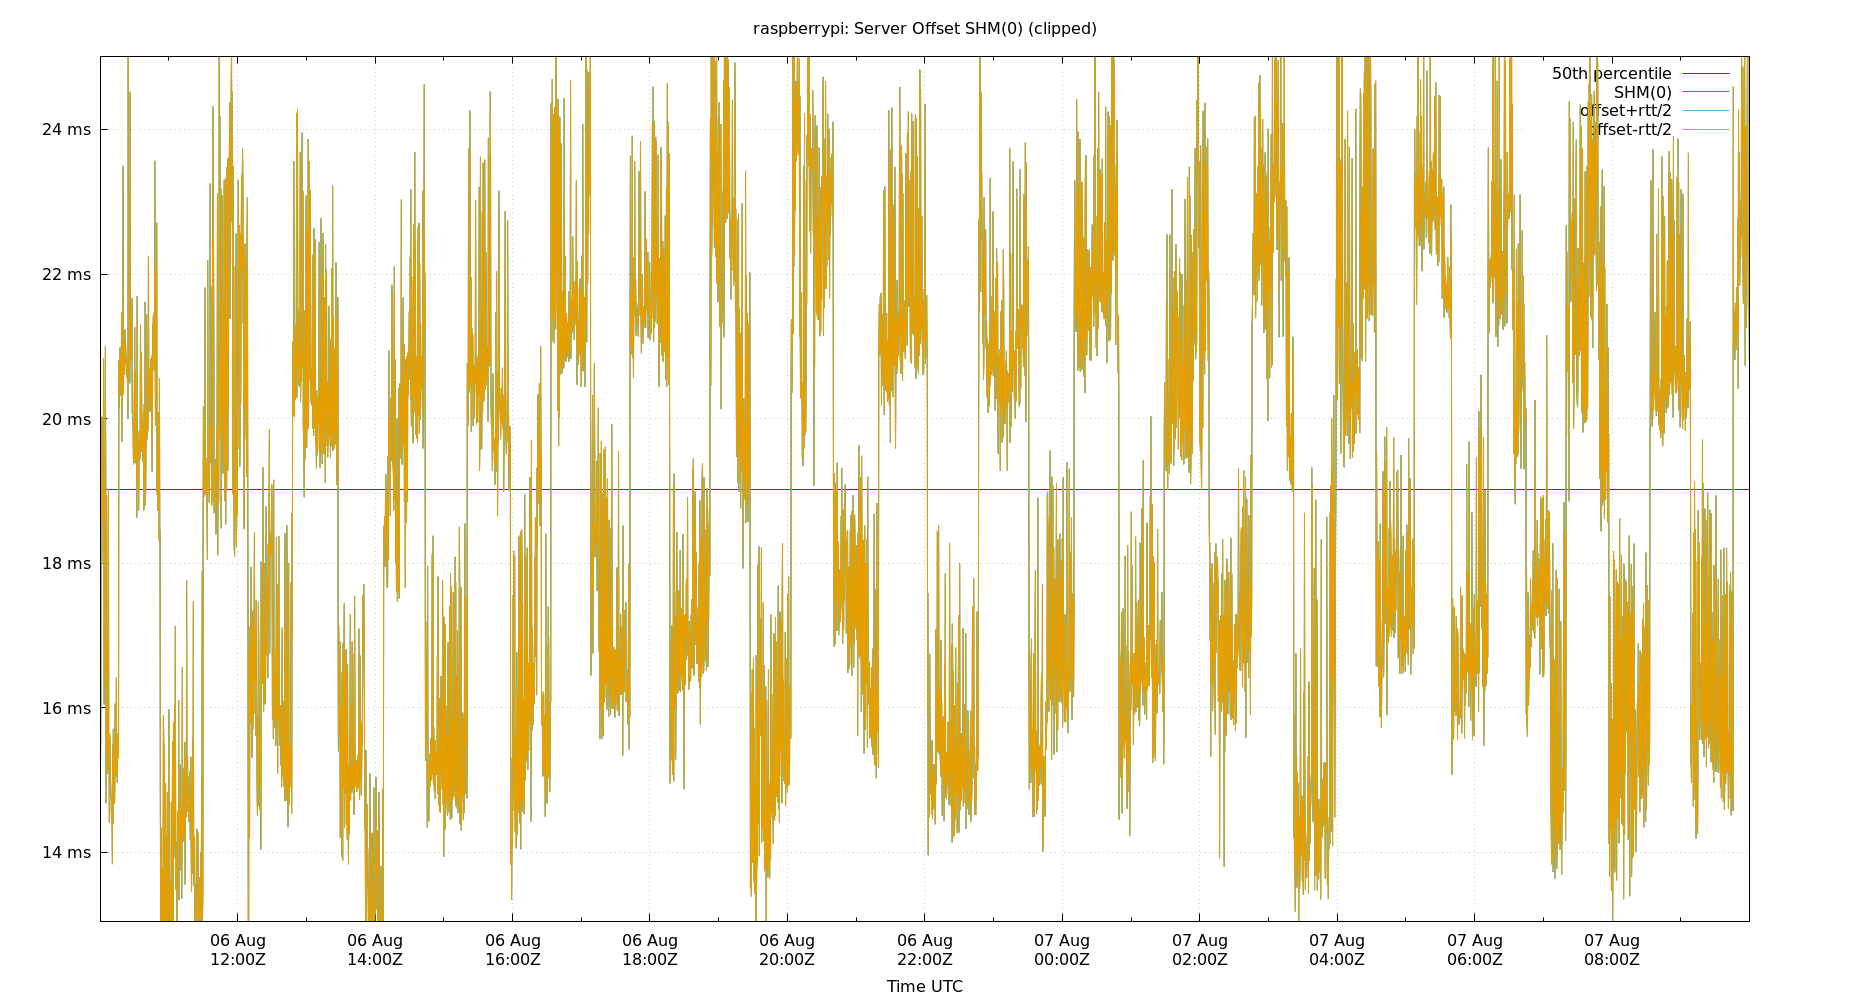 raspberrypi: Server Offset SHM(0) (clipped)
50th percentile
SHM(0)
offset+rtt/2
offset-rtt/2
24 ms
22 ms
20 ms
18 ms
16 ms
14 ms
06 Aug 06 Aug 06 Aug 06 Aug 06 Aug 06 Aug 07 Aug 07 Aug 07 Aug 07 Aug 07 Aug
12:00Z 14:00Z 16:00Z 18:00Z 20:00Z 22:00Z 00:00Z 02:00Z 04:00Z 06:00Z 08:00Z
Time UTC